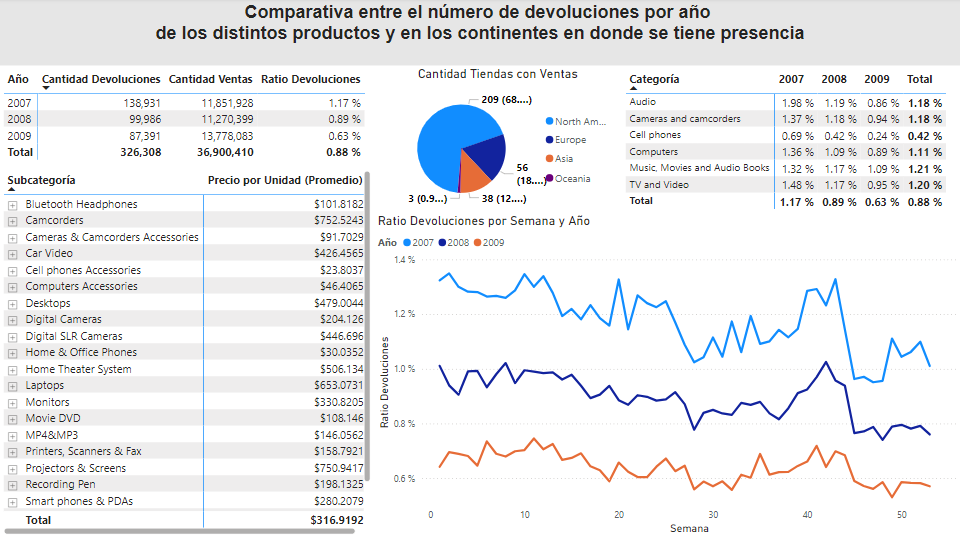 Comparativa entre el número de devoluciones por año
de los distintos productos y en los continentes en donde se tiene presencia
Año Cantidad Devoluciones Cantidad Ventas Ratio Devoluciones
2007 138,931 11,851,928 1.17 %
2008 99,986 11,270,399 0.89 %
2009 87,391 13,778,083 0.63 %
Total 326,308 36,900,410 0.88 %
Cantidad Tiendas con Ventas
209 (68....)
56
(18....)
38 (12....)
3 (0.9...)
North Am...
Europe
Asia
Oceania
Categoría 2007 2008 2009 Total
Audio 1.98 % 1.19 % 0.86 % 1.18 %
Cameras and camcorders 1.37 % 1.18 % 0.94 % 1.18 %
Cell phones 0.69 % 0.42 % 0.24 % 0.42 %
Computers 1.36 % 1.09 % 0.89 % 1.11 %
Music, Movies and Audio Books 1.32 % 1.17 % 1.09 % 1.21 %
TV and Video 1.48 % 1.17 % 0.95 % 1.20 %
Total 1.17 % 0.89 % 0.63 % 0.88 %
Subcategoría Precio por Unidad (Promedio)
Bluetooth Headphones $101.8182
Camcorders $752.5243
Cameras & Camcorders Accessories $91.7029
Car Video $426.4565
Cell phones Accessories $23.8037
Computers Accessories $46.4065
Desktops $479.0044
Digital Cameras $204.126
Digital SLR Cameras $446.696
Home & Office Phones $30.0352
Home Theater System $506.134
Laptops $653.0731
Monitors $330.8205
Movie DVD $108.146
MP4&MP3 $146.0562
Printers, Scanners & Fax $158.7921
Projectors & Screens $750.9417
Recording Pen $198.1325
Smart phones & PDAs $280.2079
Total $316.9192
Ratio Devoluciones por Semana y Año
Año 2007 2008 2009
Ratio Devoluciones
1.4 %
1.2 %
1.0 %
0.8 %
0.6 %
0 10 20 30 40 50
Semana